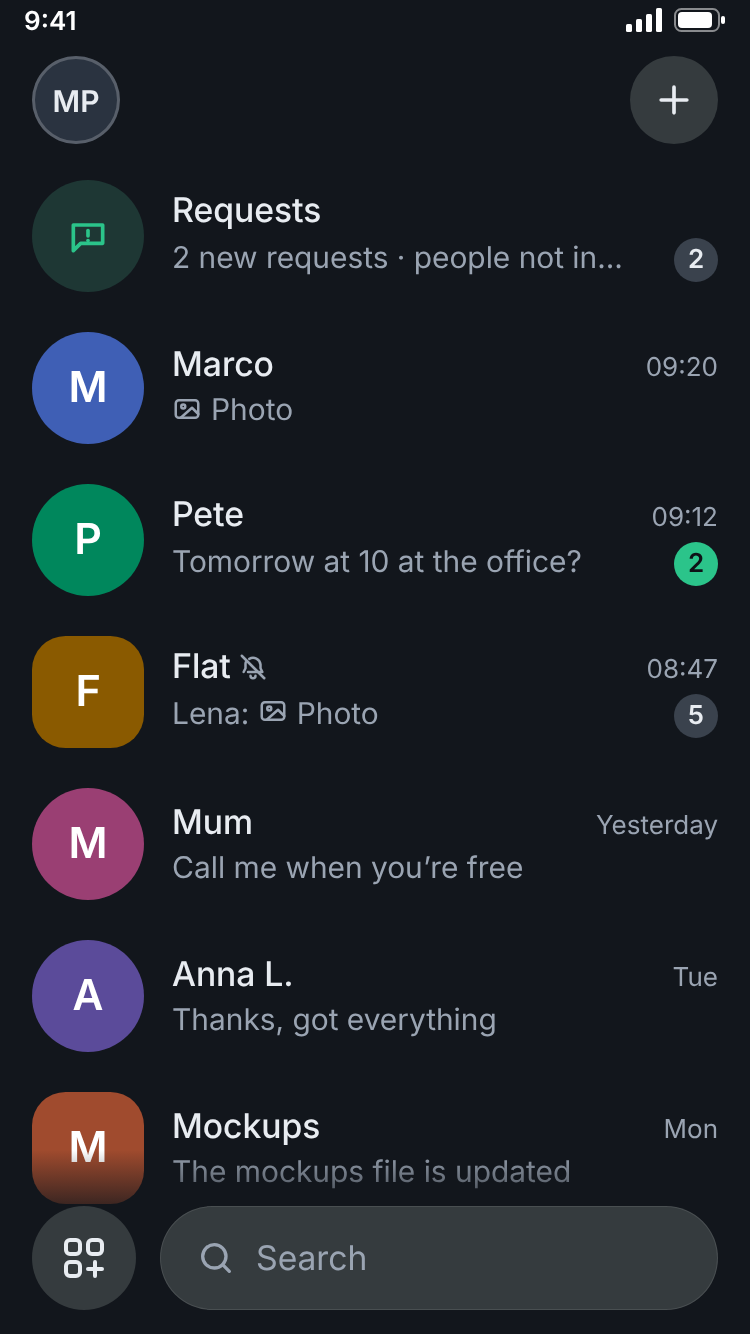 9:41
MP
Requests
2 new requests · people not in...
2
M
Marco
09:20
Photo
P
Pete
09:12
Tomorrow at 10 at the office?
2
F
Flat
08:47
Lena: Photo
5
M
Mum
Yesterday
Call me when you’re free
A
Anna L.
Tue
Thanks, got everything
M
Mockups
Mon
The mockups file is updated
Search